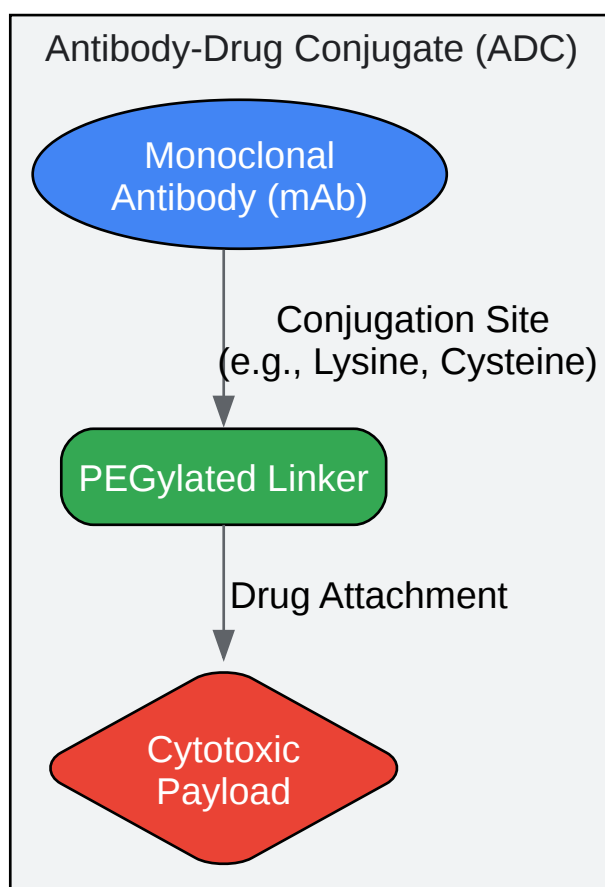 Antibody-Drug Conjugate (ADC)
Monoclonal
Antibody (mAb)
Conjugation Site
(e.g., Lysine, Cysteine)
PEGylated Linker
Drug Attachment
Cytotoxic
Payload